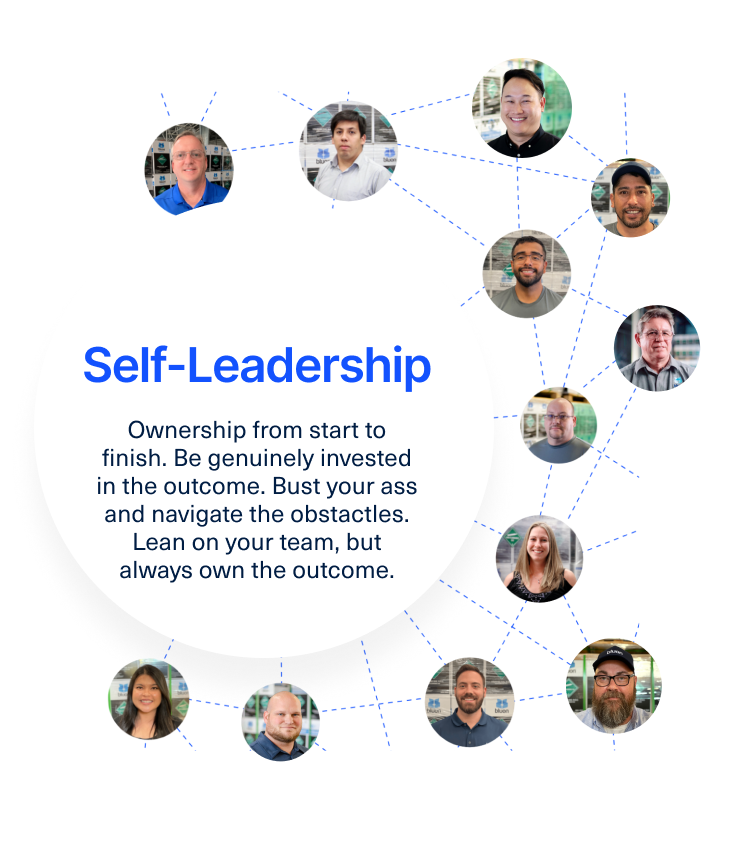 Self-Leadership
Ownership from start to
finish. Be genuinely invested
in the outcome. Bust your ass
and navigate the obstactles.
Lean on your team, but
always own the outcome.